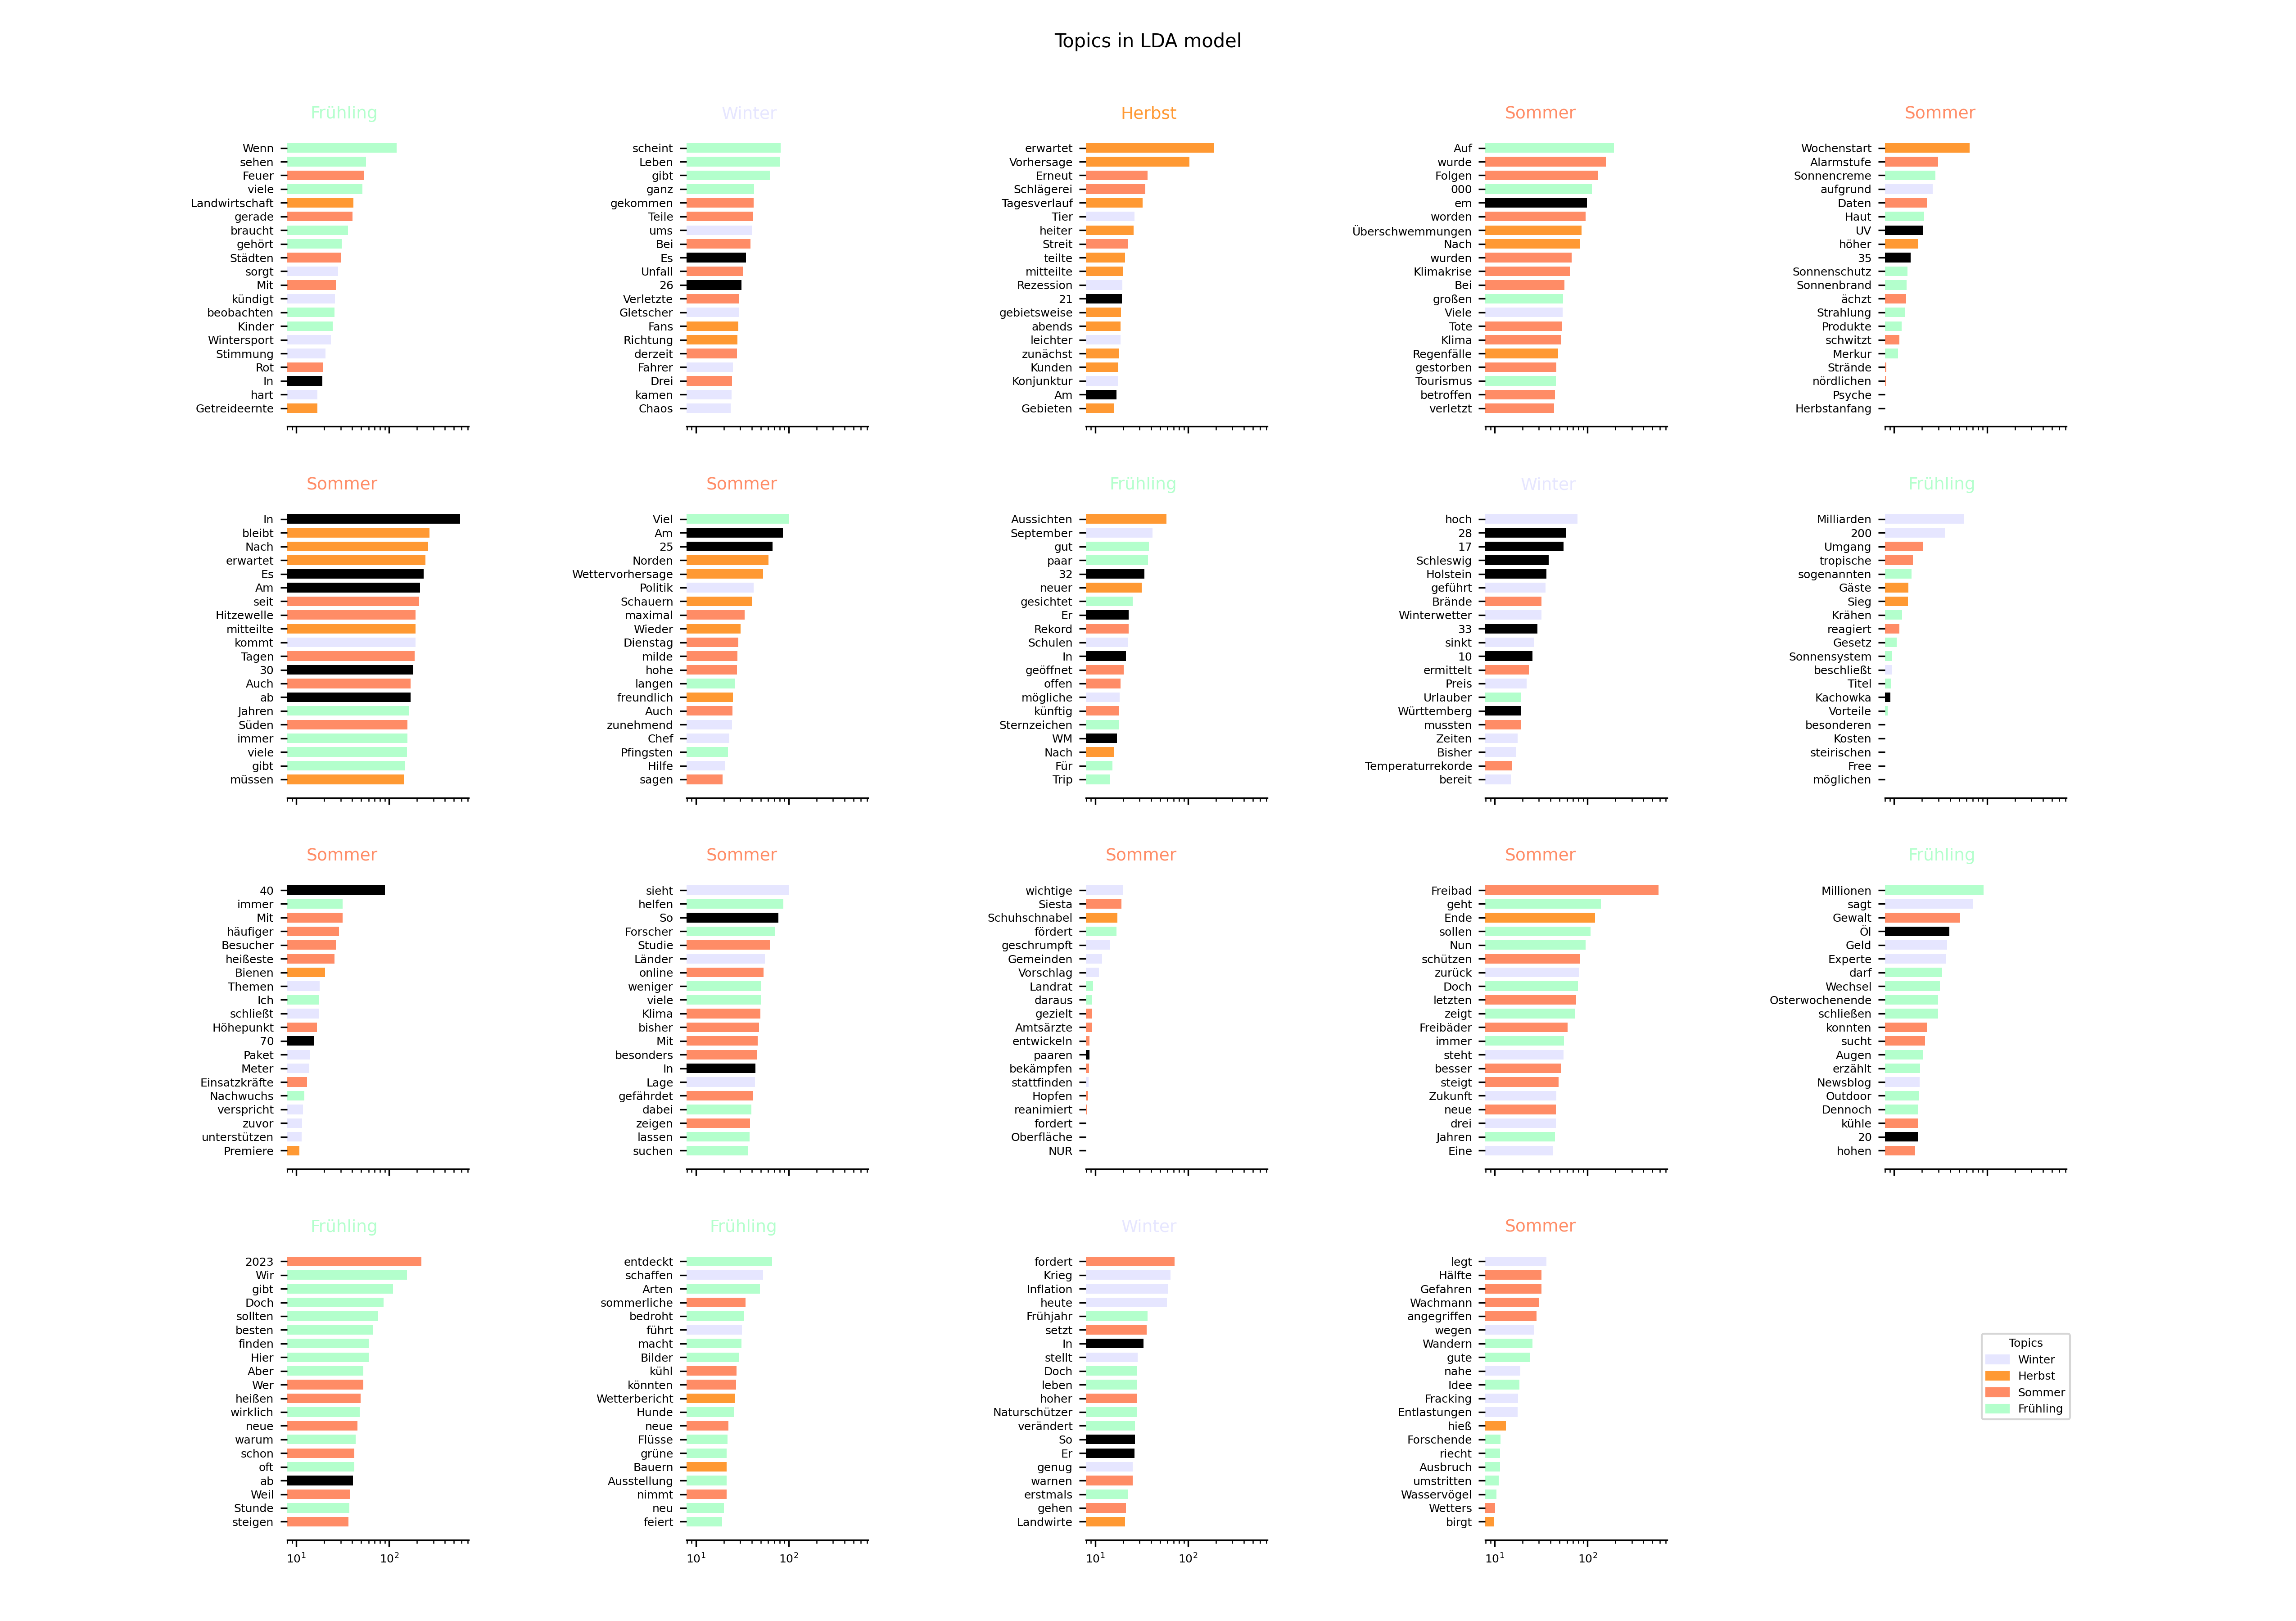 Topics in LDA model
Frühling
Wenn
sehen
Feuer
viele
Landwirtschaft
gerade
braucht
gehört
Städten
sorgt
Mit
kündigt
beobachten
Kinder
Wintersport
Stimmung
Rot
In
hart
Getreideernte
Winter
scheint
Leben
gibt
ganz
gekommen
Teile
ums
Bei
Es
Unfall
26
Verletzte
Gletscher
Fans
Richtung
derzeit
Fahrer
Drei
kamen
Chaos
Herbst
erwartet
Vorhersage
Erneut
Schlägerei
Tagesverlauf
Tier
heiter
Streit
teilte
mitteilte
Rezession
21
gebietsweise
abends
leichter
zunächst
Kunden
Konjunktur
Am
Gebieten
Sommer
Auf
wurde
Folgen
000
em
worden
Überschwemmungen
Nach
wurden
Klimakrise
Bei
großen
Viele
Tote
Klima
Regenfälle
gestorben
Tourismus
betroffen
verletzt
Sommer
Wochenstart
Alarmstufe
Sonnencreme
aufgrund
Daten
Haut
UV
höher
35
Sonnenschutz
Sonnenbrand
ächzt
Strahlung
Produkte
schwitzt
Merkur
Strände
nördlichen
Psyche
Herbstanfang
Sommer
In
bleibt
Nach
erwartet
Es
Am
seit
Hitzewelle
mitteilte
kommt
Tagen
30
Auch
ab
Jahren
Süden
immer
viele
gibt
müssen
Sommer
Viel
Am
25
Norden
Wettervorhersage
Politik
Schauern
maximal
Wieder
Dienstag
milde
hohe
langen
freundlich
Auch
zunehmend
Chef
Pfingsten
Hilfe
sagen
Frühling
Aussichten
September
gut
paar
32
neuer
gesichtet
Er
Rekord
Schulen
In
geöffnet
offen
mögliche
künftig
Sternzeichen
WM
Nach
Für
Trip
Winter
hoch
28
17
Schleswig
Holstein
geführt
Brände
Winterwetter
33
sinkt
10
ermittelt
Preis
Urlauber
Württemberg
mussten
Zeiten
Bisher
Temperaturrekorde
bereit
Frühling
Milliarden
200
Umgang
tropische
sogenannten
Gäste
Sieg
Krähen
reagiert
Gesetz
Sonnensystem
beschließt
Titel
Kachowka
Vorteile
besonderen
Kosten
steirischen
Free
möglichen
Sommer
40
immer
Mit
häufiger
Besucher
heißeste
Bienen
Themen
Ich
schließt
Höhepunkt
70
Paket
Meter
Einsatzkräfte
Nachwuchs
verspricht
zuvor
unterstützen
Premiere
Sommer
sieht
helfen
So
Forscher
Studie
Länder
online
weniger
viele
Klima
bisher
Mit
besonders
In
Lage
gefährdet
dabei
zeigen
lassen
suchen
Sommer
wichtige
Siesta
Schuhschnabel
fördert
geschrumpft
Gemeinden
Vorschlag
Landrat
daraus
gezielt
Amtsärzte
entwickeln
paaren
bekämpfen
stattfinden
Hopfen
reanimiert
fordert
Oberfläche
NUR
Sommer
Freibad
geht
Ende
sollen
Nun
schützen
zurück
Doch
letzten
zeigt
Freibäder
immer
steht
besser
steigt
Zukunft
neue
drei
Jahren
Eine
Frühling
Millionen
sagt
Gewalt
Öl
Geld
Experte
darf
Wechsel
Osterwochenende
schließen
konnten
sucht
Augen
erzählt
Newsblog
Outdoor
Dennoch
kühle
20
hohen
Frühling
2023
Wir
gibt
Doch
sollten
besten
finden
Hier
Aber
Wer
heißen
wirklich
neue
warum
schon
oft
ab
Weil
Stunde
steigen
10¹ 10²
Frühling
entdeckt
schaffen
Arten
sommerliche
bedroht
führt
macht
Bilder
kühl
könnten
Wetterbericht
Hunde
neue
Flüsse
grüne
Bauern
Ausstellung
nimmt
neu
feiert
10¹ 10²
Winter
fordert
Krieg
Inflation
heute
Frühjahr
setzt
In
stellt
Doch
leben
hoher
Naturschützer
verändert
So
Er
genug
warnen
erstmals
gehen
Landwirte
10¹ 10²
Sommer
legt
Hälfte
Gefahren
Wachmann
angegriffen
wegen
Wandern
gute
nahe
Idee
Fracking
Entlastungen
hieß
Forschende
riecht
Ausbruch
umstritten
Wasservögel
Wetters
birgt
10¹ 10²
Topics
Winter
Herbst
Sommer
Frühling